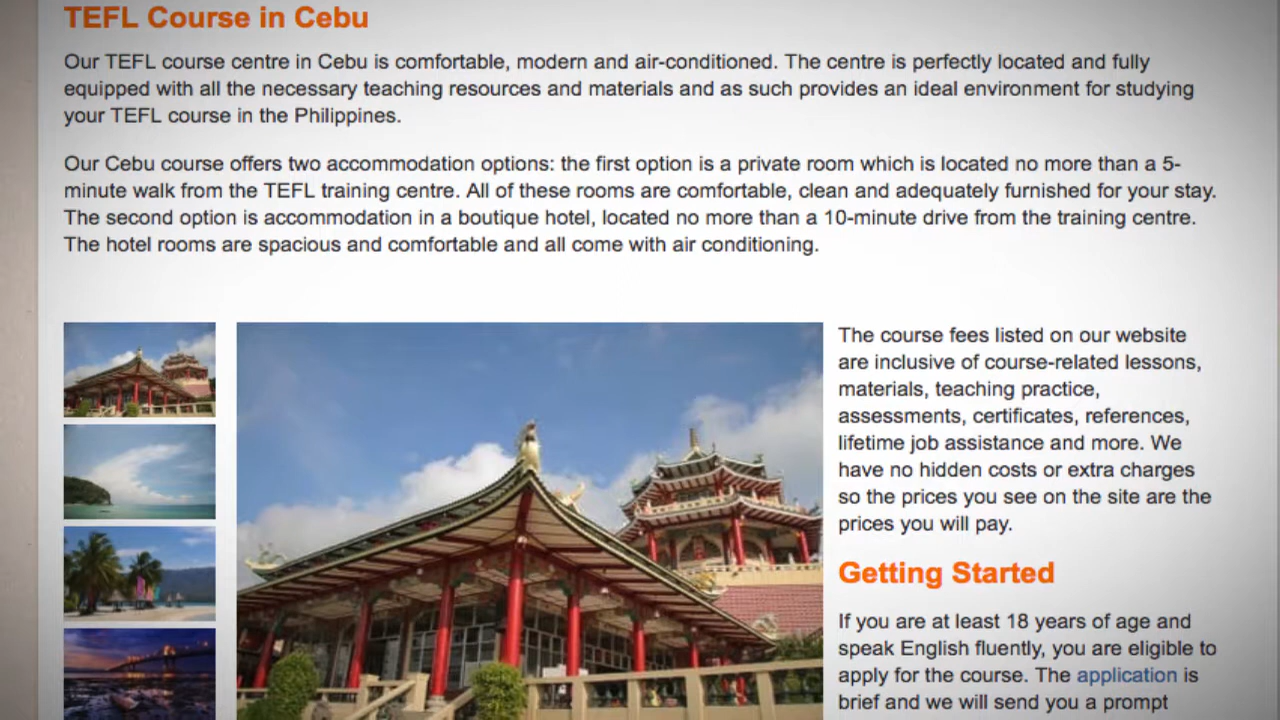 TEFL Course in Cebu
Our TEFL course centre in Cebu is comfortable, modern and air-conditioned. The centre is perfectly located and fully
equipped with all the necessary teaching resources and materials and as such provides an ideal environment for studying
your TEFL course in the Philippines.
Our Cebu course offers two accommodation options: the first option is a private room which is located no more than a 5-
minute walk from the TEFL training centre. All of these rooms are comfortable, clean and adequately furnished for your stay.
The second option is accommodation in a boutique hotel, located no more than a 10-minute drive from the training centre.
The hotel rooms are spacious and comfortable and all come with air conditioning.
The course fees listed on our website
are inclusive of course-related lessons,
materials, teaching practice,
assessments, certificates, references,
lifetime job assistance and more. We
have no hidden costs or extra charges
so the prices you see on the site are the
prices you will pay.
Getting Started
If you are at least 18 years of age and
speak English fluently, you are eligible to
apply for the course. The application is
brief and we will send you a prompt